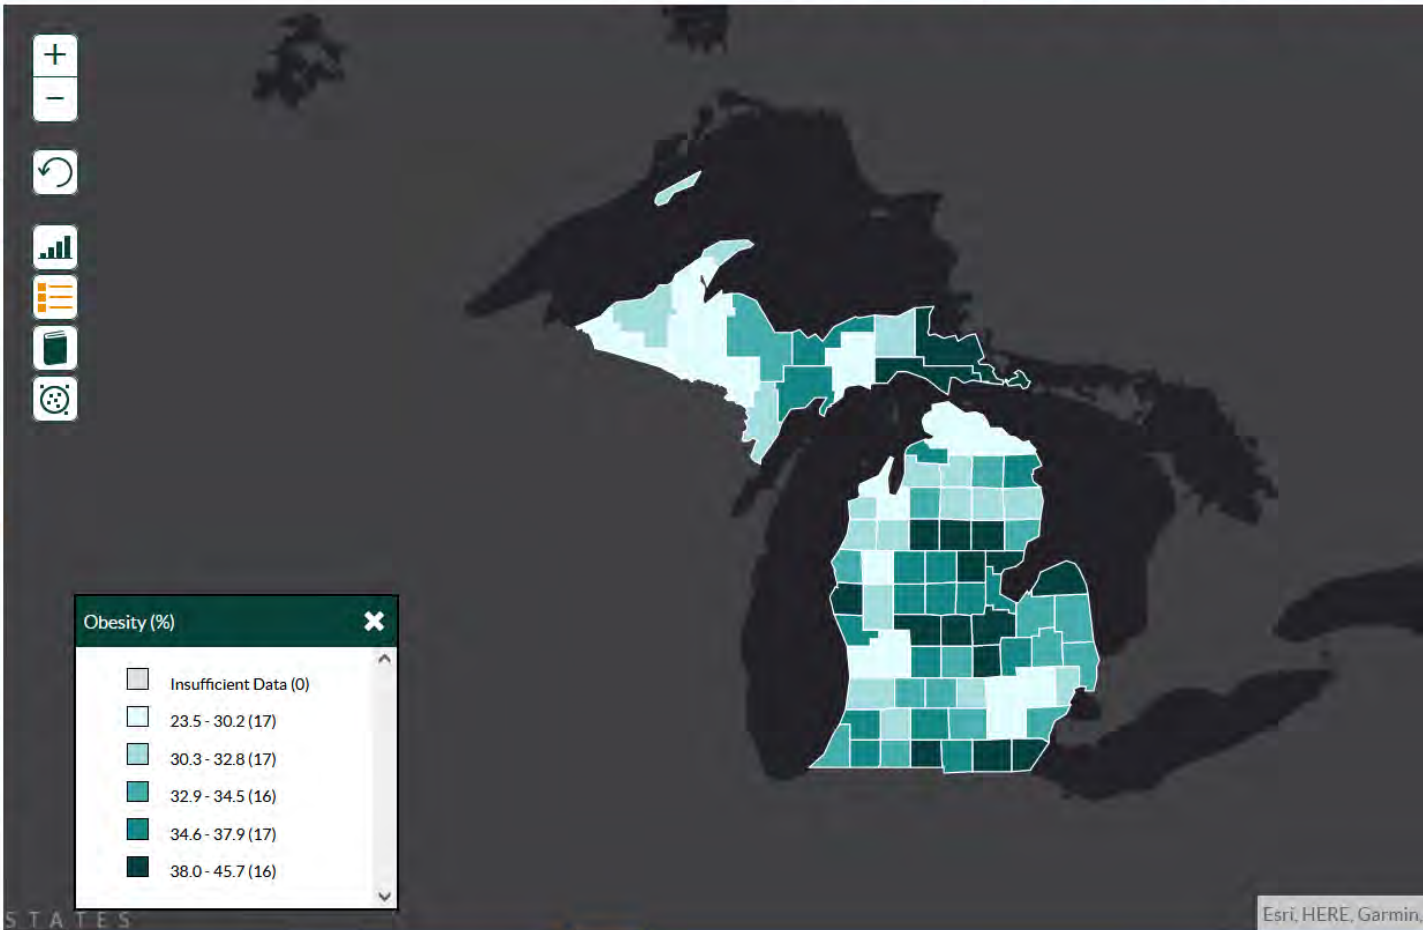 Obesity (%)
Insufficient Data (0)
23.5 - 30.2 (17)
30.3 - 32.8 (17)
32.9 - 34.5 (16)
34.6 - 37.9 (17)
38.0 - 45.7 (16)
STATES
Esri, HERE, Garmin,